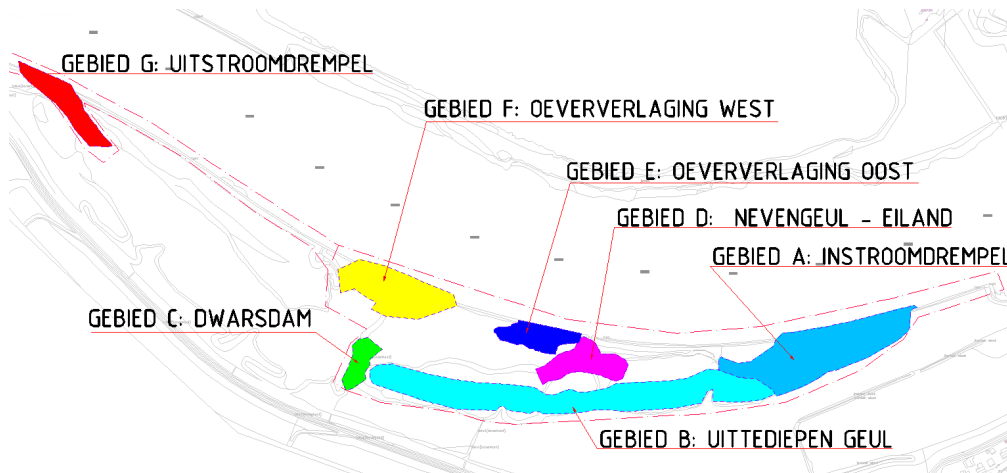 GEBIED G: UITSTROOMDREMPEL
GEBIED F: OEVERVERLAGING WEST
GEBIED E: OEVERVERLAGING OOST
GEBIED D: NEVENGEUL - EILAND
GEBIED A: INSTROOMDREMPEL
GEBIED C: DWARSDAM
GEBIED B: UITTEDIEPEN GEUL